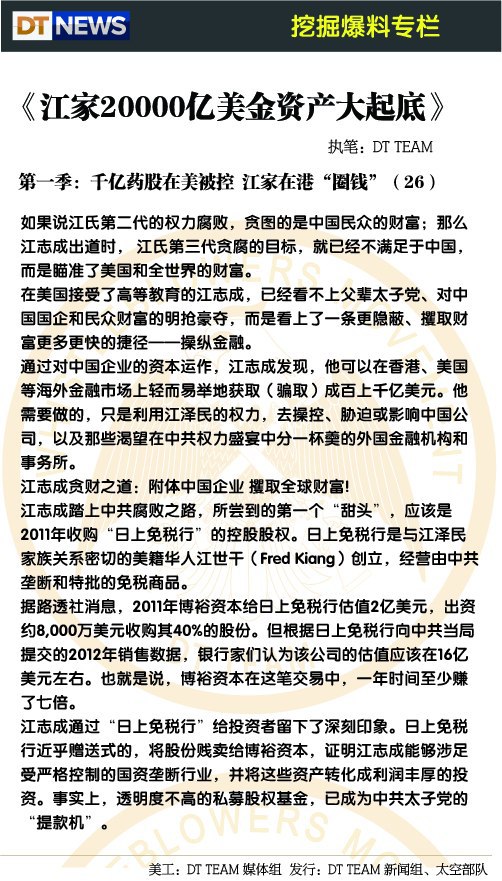 DT NEWS
挖掘爆料专栏
《江家20000亿美金资产大起底》
执笔：DT TEAM
第一季：千亿药股在美被控 江家在港“圈钱”（26）
如果说江氏第二代的权力腐败，贪图的是中国民众的财富；那么
江志成出道时， 江氏第三代贪腐的目标，就已经不满足于中国，
而是瞄准了美国和全世界的财富。
在美国接受了高等教育的江志成，已经看不上父辈太子党、对中
国国企和民众财富的明抢豪夺，而是看上了一条更隐蔽、攫取财
富更多更快的捷径——操纵金融。
通过对中国企业的资本运作，江志成发现，他可以在香港、美国
等海外金融市场上轻而易举地获取（骗取）成百上千亿美元。他
需要做的，只是利用江泽民的权力，去操控、胁迫或影响中国公
司，以及那些渴望在中共权力盛宴中分一杯羹的外国金融机构和
事务所。
江志成贪财之道：附体中国企业 攫取全球财富!
江志成踏上中共腐败之路，所尝到的第一个“甜头”，应该是
2011年收购“日上免税行”的控股股权。日上免税行是与江泽民
家族关系密切的美籍华人江世干（Fred Kiang）创立，经营由中共
垄断和特批的免税商品。
据路透社消息，2011年博裕资本给日上免税行估值2亿美元，出资
约8,000万美元收购其40%的股份。但根据日上免税行向中共当局
提交的2012年销售数据，银行家们认为该公司的估值应该在16亿
美元左右。也就是说，博裕资本在这笔交易中，一年时间至少赚
了七倍。
江志成通过“日上免税行”给投资者留下了深刻印象。日上免税
行近乎赠送式的，将股份贱卖给博裕资本，证明江志成能够涉足
受严格控制的国资垄断行业，并将这些资产转化成利润丰厚的投
资。事实上，透明度不高的私募股权基金，已成为中共太子党的
“提款机”。
美工：DT TEAM 媒体组 发行：DT TEAM 新闻组、太空部队